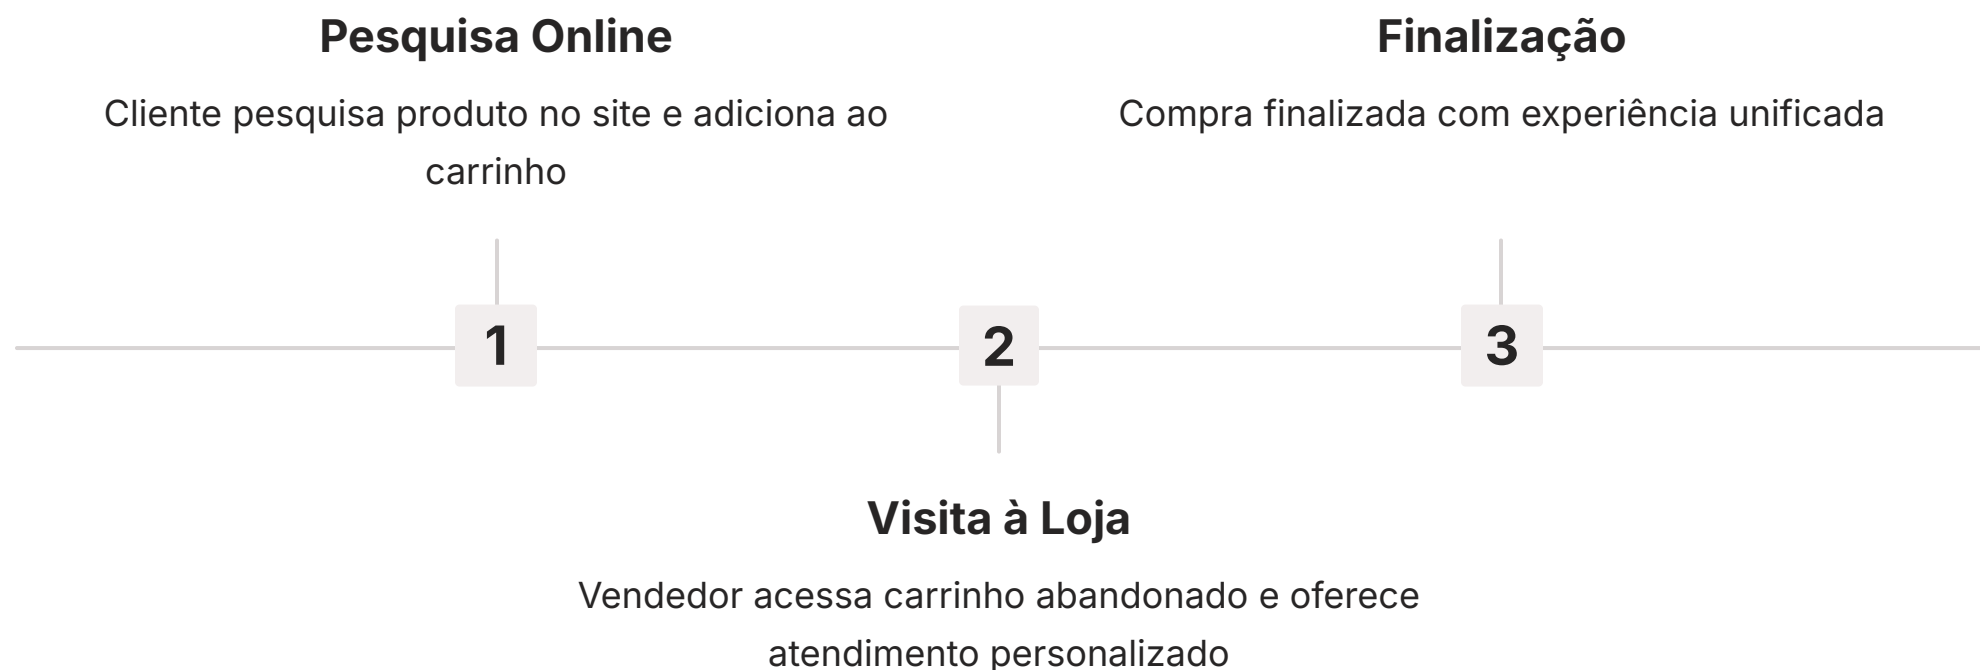 Pesquisa Online
Cliente pesquisa produto no site e adiciona ao
carrinho
Finalização
Compra finalizada com experiência unificada
1
2
3
Visita à Loja
Vendedor acessa carrinho abandonado e oferece
atendimento personalizado